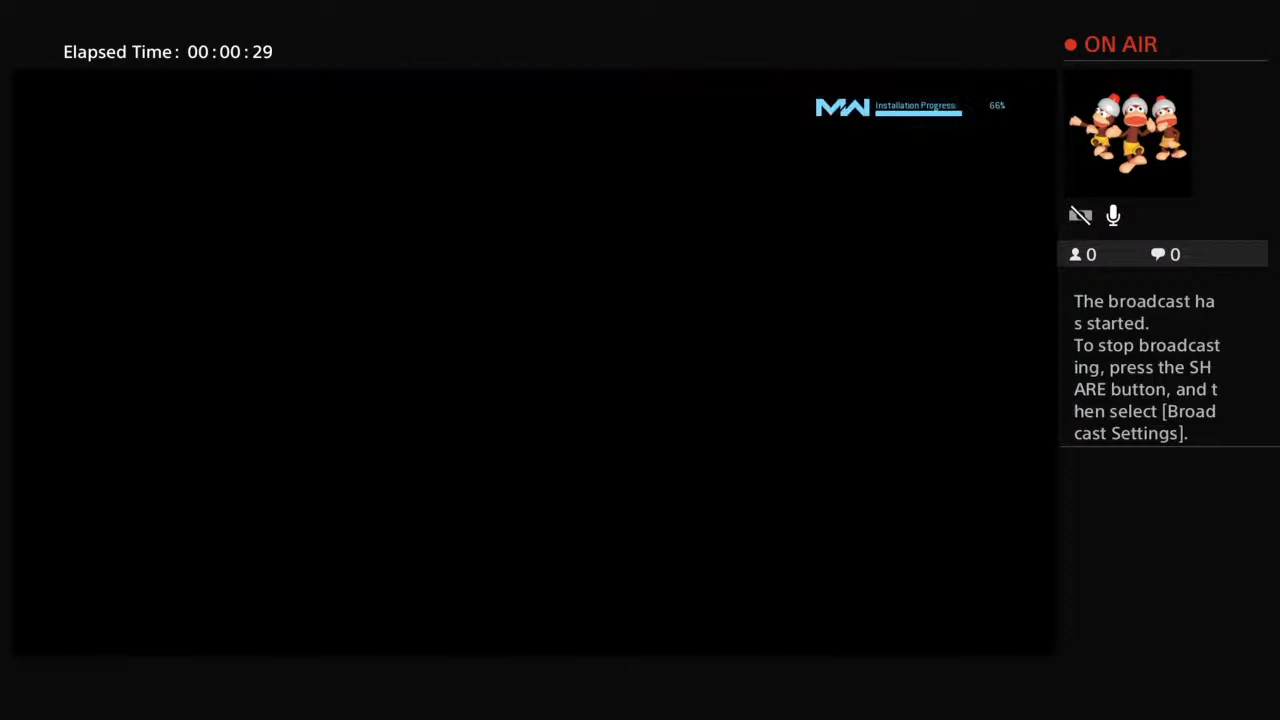 Elapsed Time: 00:00:29
ON AIR
MW Installation Progress: 66%
0 0
The broadcast ha
s started.
To stop broadcast
ing, press the SH
ARE button, and t
hen select [Broad
cast Settings].